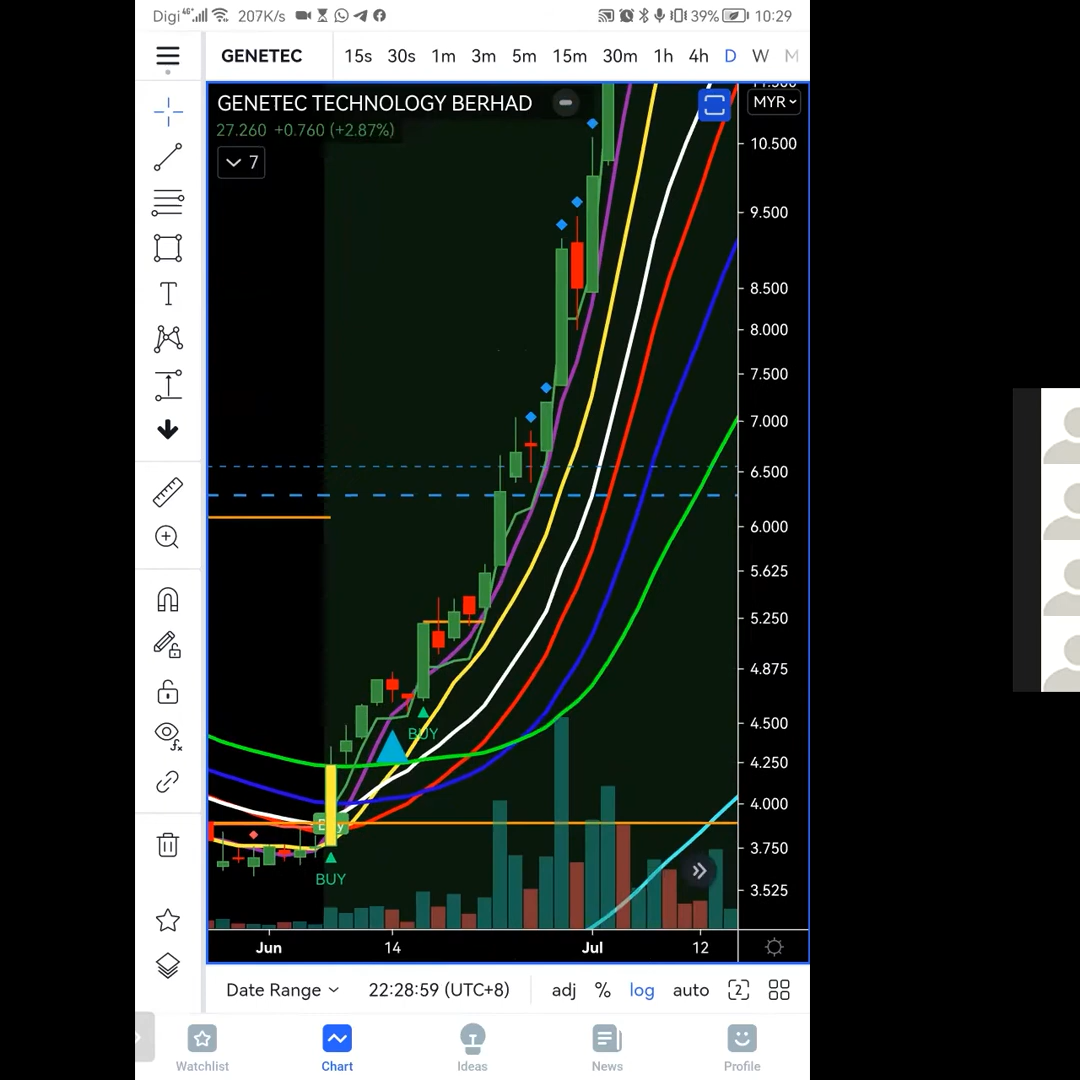 Digi 4G 207K/s 39% 10:29
GENETEC 15s 30s 1m 3m 5m 15m 30m 1h 4h D W M
GENETEC TECHNOLOGY BERHAD
MYR
27.260 +0.760 (+2.87%)
7
10.500
9.500
8.500
8.000
7.500
7.000
6.500
6.000
5.625
5.250
4.875
4.500
BUY
4.250
4.000
Buy
3.750
BUY
3.525
Jun 14 Jul 12
Date Range 22:28:59 (UTC+8) adj % log auto 2
Watchlist Chart Ideas News Profile